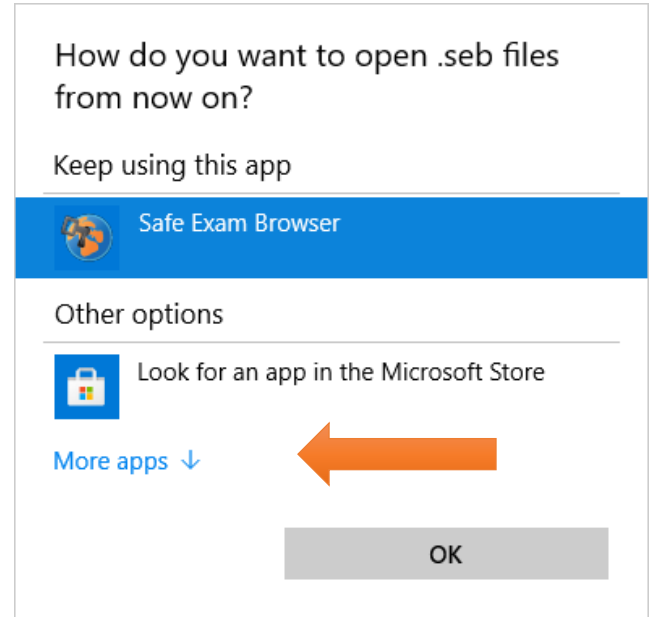 How do you want to open .seb files
from now on?
Keep using this app
Safe Exam Browser
Other options
Look for an app in the Microsoft Store
More apps ↓
OK